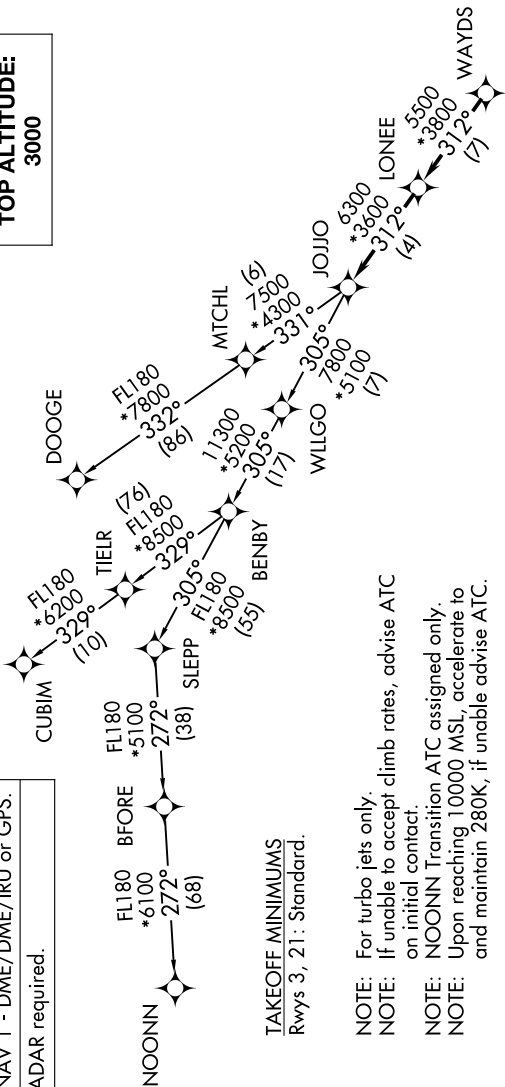 NAV 1 - DME/DME/IRU or GPS.
ADAR required.
TOP ALTITUDE:
3000
WAYDS
5500
*3800
312°
(7)
LONEE
6300
*3600
312°
(4)
JOJJO
(6)
7500
*4300
331°
MTCHL
FL180
*7800
332°
(86)
DOOGE
305°
7800
*5100
(7)
WLLGO
11300
*5200
305°
(17)
BENBY
(76)
FL180
*8500
329°
TIELR
FL180
*6200
329°
(10)
CUBIM
305°
FL180
*8500
(55)
SLEPP
FL180
*5100
272°
(38)
BFORE
FL180
*6100
272°
(68)
NOONN
TAKEOFF MINIMUMS
Rwys 3, 21: Standard.
NOTE: For turbo jets only.
NOTE: If unable to accept climb rates, advise ATC
on initial contact.
NOTE: NOONN Transition ATC assigned only.
NOTE: Upon reaching 10000 MSL, accelerate to
and maintain 280K, if unable advise ATC.